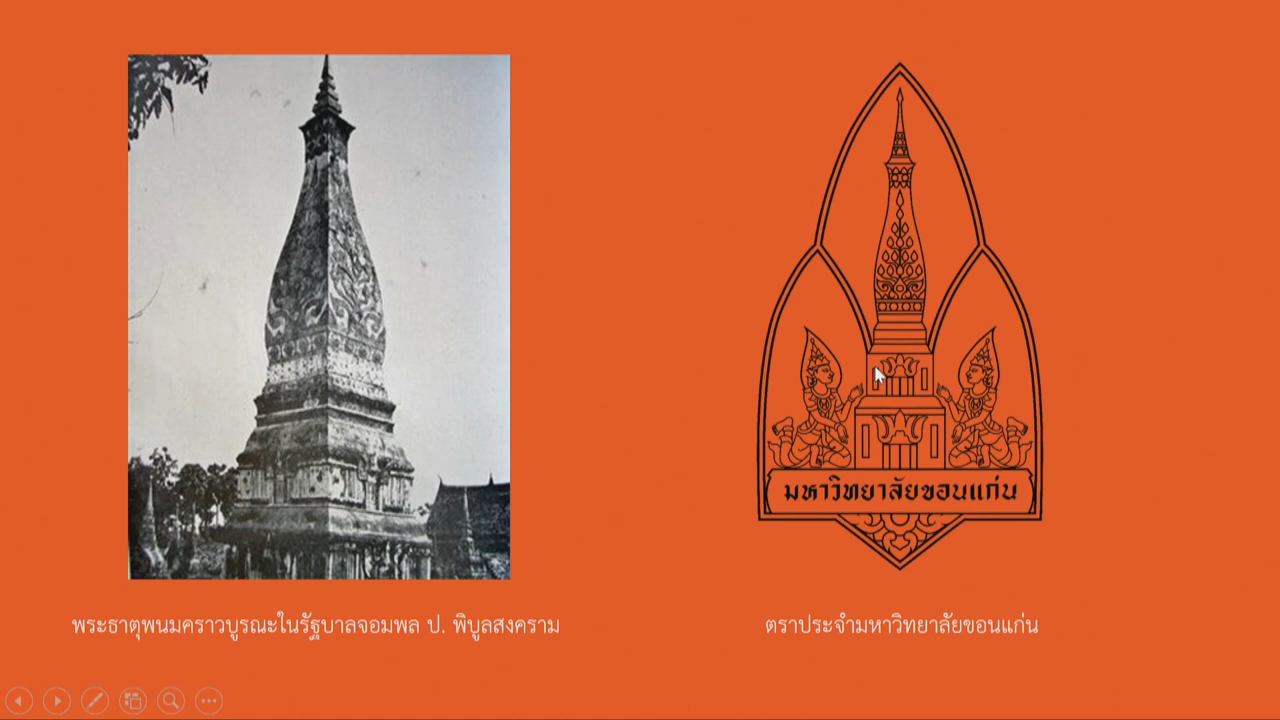 มหาวิทยาลัยขอนแก่น
พระธาตุพนมคราวบูรณะในรัฐบาลจอมพล ป. พิบูลสงคราม
ตราประจำมหาวิทยาลัยขอนแก่น